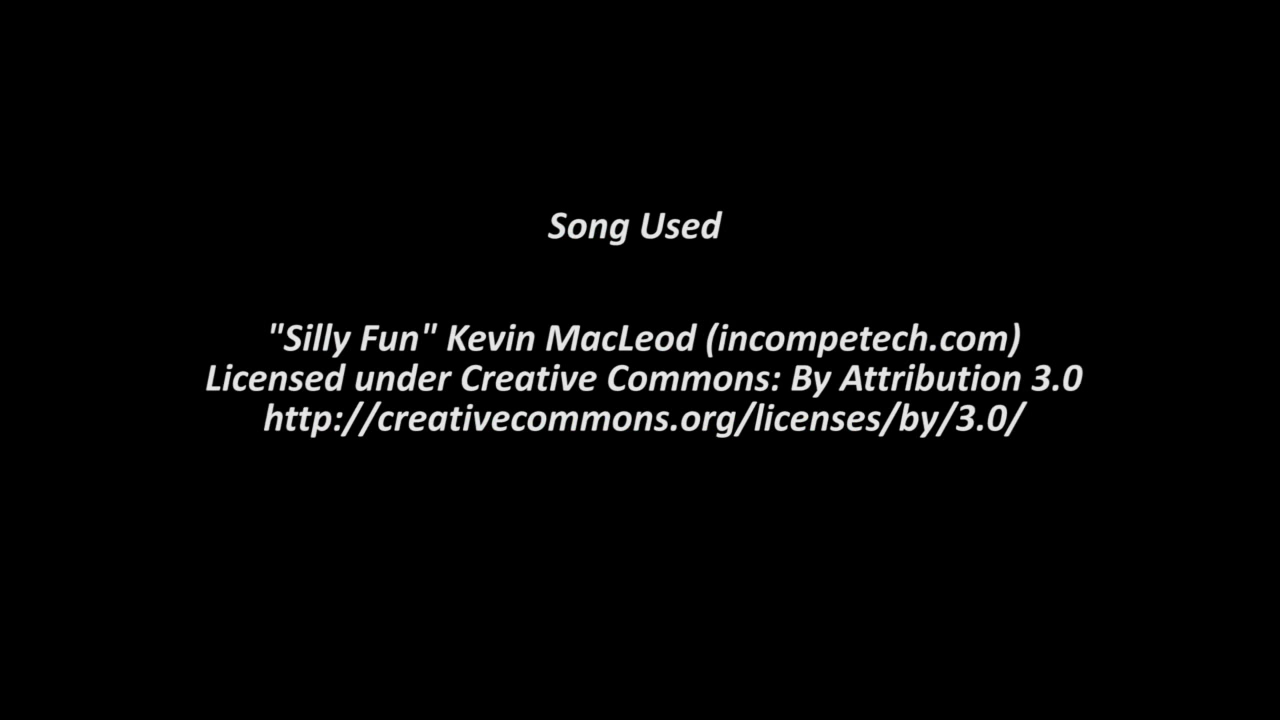 Song Used
"Silly Fun" Kevin MacLeod (incompetech.com)
Licensed under Creative Commons: By Attribution 3.0
http://creativecommons.org/licenses/by/3.0/